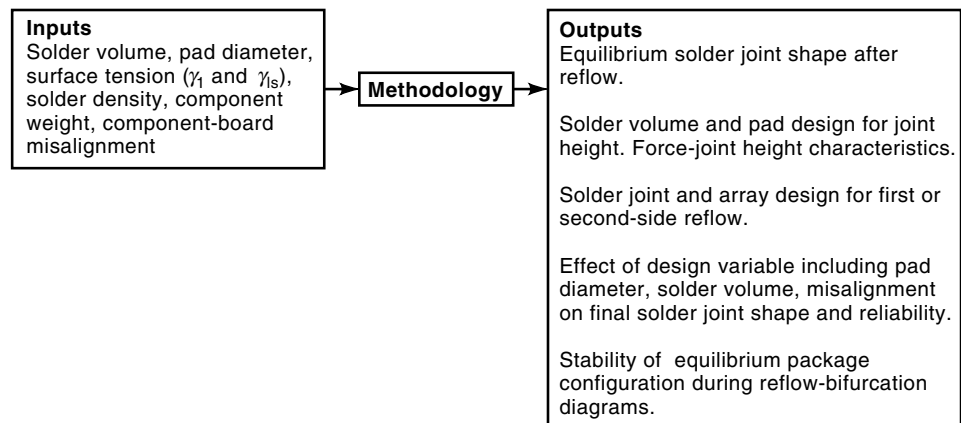 Inputs
Solder volume, pad diameter,
surface tension (γ1 and γls),
solder density, component
weight, component-board
misalignment
Methodology
Outputs
Equilibrium solder joint shape after
reflow.
Solder volume and pad design for joint
height. Force-joint height characteristics.
Solder joint and array design for first or
second-side reflow.
Effect of design variable including pad
diameter, solder volume, misalignment
on final solder joint shape and reliability.
Stability of equilibrium package
configuration during reflow-bifurcation
diagrams.